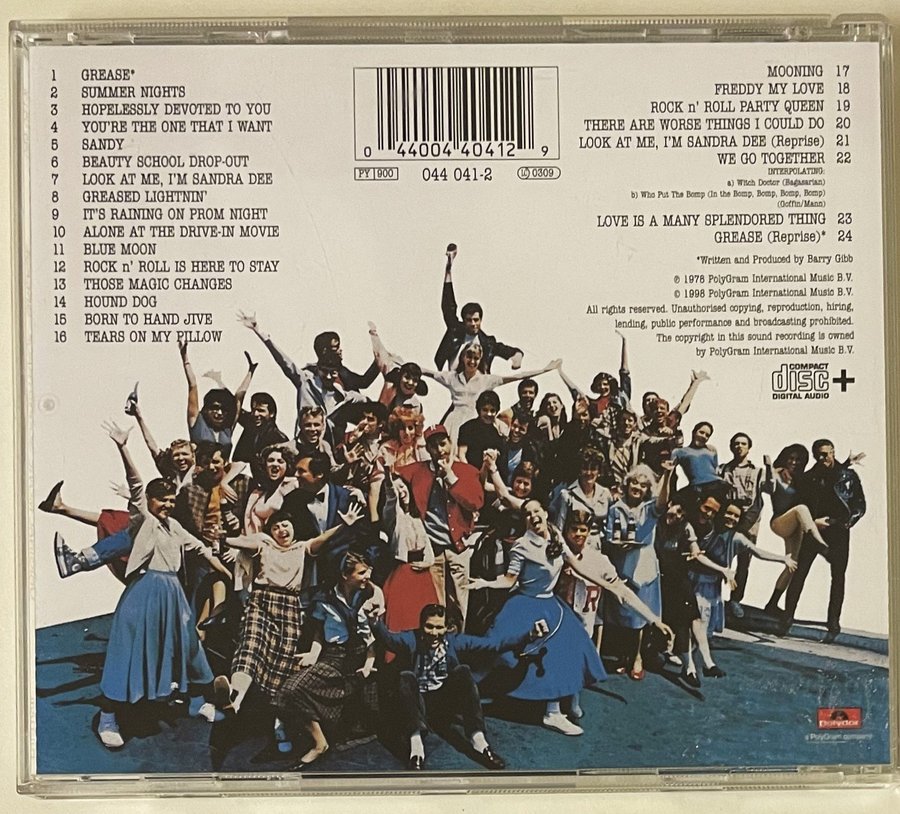 1 GREASE*
2 SUMMER NIGHTS
3 HOPELESSLY DEVOTED TO YOU
4 YOU'RE THE ONE THAT I WANT
5 SANDY
6 BEAUTY SCHOOL DROP-OUT
7 LOOK AT ME, I'M SANDRA DEE
8 GREASED LIGHTNIN'
9 IT'S RAINING ON PROM NIGHT
10 ALONE AT THE DRIVE-IN MOVIE
11 BLUE MOON
12 ROCK n' ROLL IS HERE TO STAY
13 THOSE MAGIC CHANGES
14 HOUND DOG
15 BORN TO HAND JIVE
16 TEARS ON MY PILLOW
0 44004 40412 9
PY 900
044 041-2
0309
MOONING 17
FREDDY MY LOVE 18
ROCK n' ROLL PARTY QUEEN 19
THERE ARE WORSE THINGS I COULD DO 20
LOOK AT ME, I'M SANDRA DEE (Reprise) 21
WE GO TOGETHER 22
INTERPOLATING:
a) Witch Doctor (Bagasarian)
b) Who Put The Bomp (In the Bomp, Bomp, Bomp, Bomp)
(Goffin/Mann)
LOVE IS A MANY SPLENDORED THING 23
GREASE (Reprise)* 24
*Written and Produced by Barry Gibb
℗ 1978 PolyGram International Music B.V.
© 1998 PolyGram International Music B.V.
All rights reserved. Unauthorised copying, reproduction, hiring,
lending, public performance and broadcasting prohibited.
The copyright in this sound recording is owned
by PolyGram International Music B.V.
COMPACT
disc+
DIGITAL AUDIO
R
Polydor
a PolyGram company